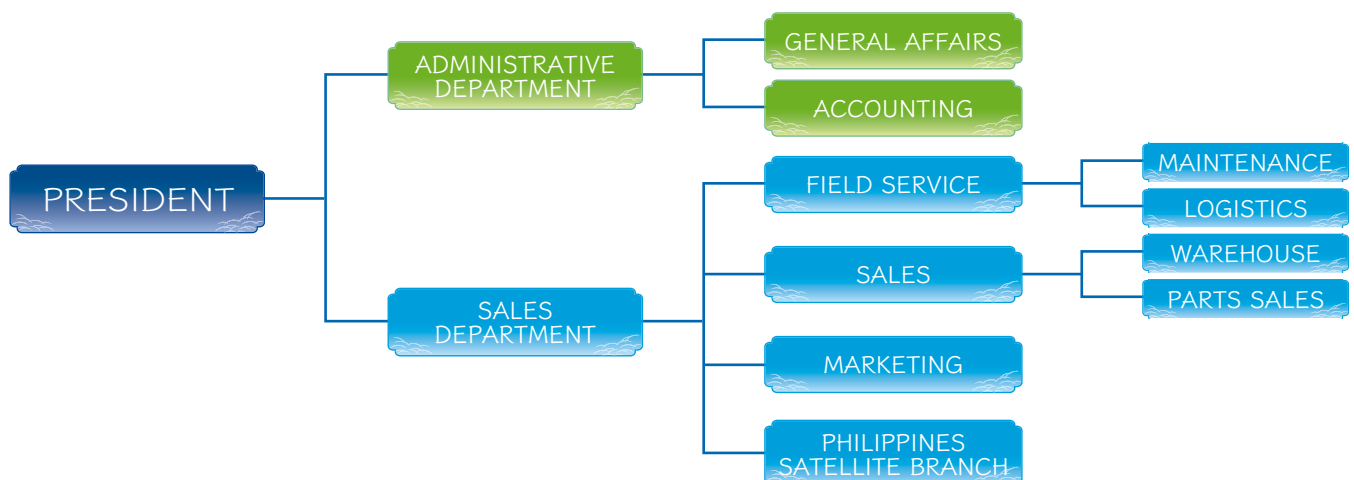 PRESIDENT
ADMINISTRATIVE
DEPARTMENT
GENERAL AFFAIRS
ACCOUNTING
SALES
DEPARTMENT
FIELD SERVICE
MAINTENANCE
LOGISTICS
SALES
WAREHOUSE
PARTS SALES
MARKETING
PHILIPPINES
SATELLITE BRANCH